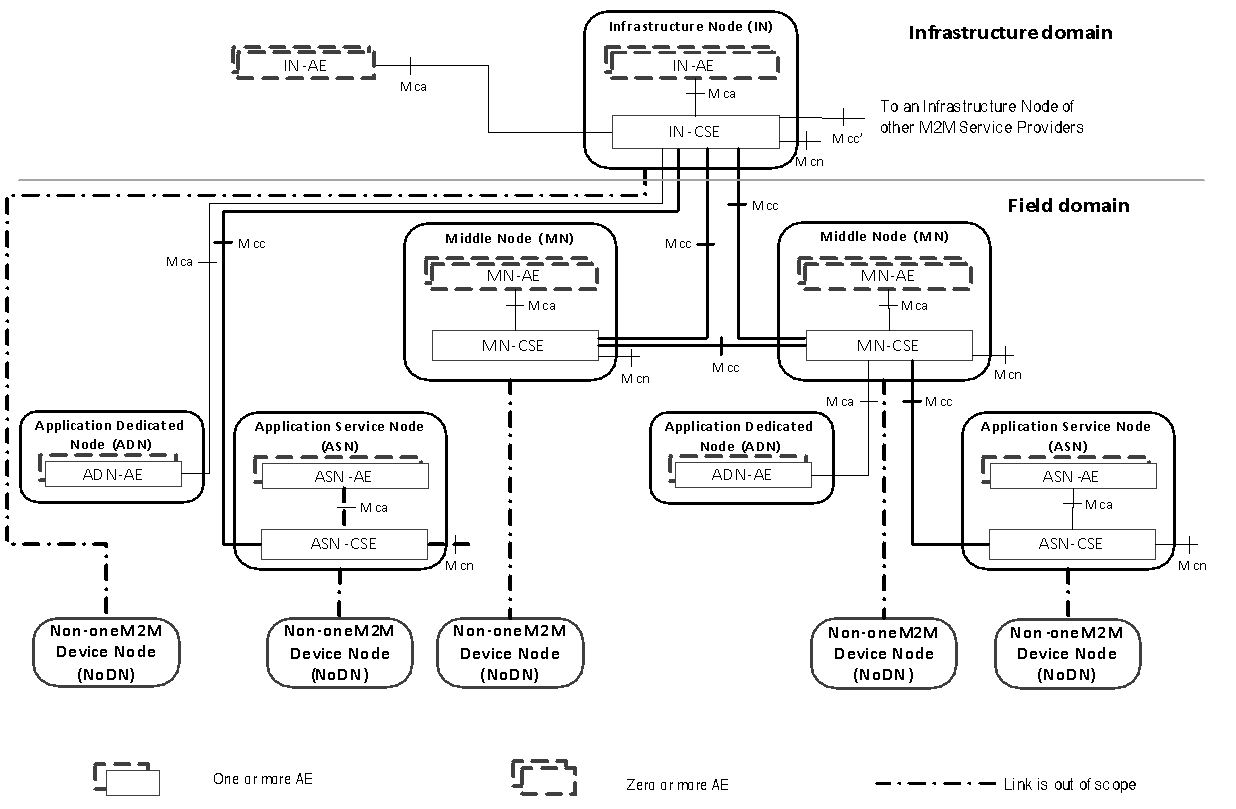 Infrastructure Node (IN)
Infrastructure domain
IN-AE
IN-AE
Mca
Mca
To an Infrastructure Node of
other M2M Service Providers
IN-CSE
Mcc'
Mcn
Field domain
Mcc
Mcc
Mcc
Mca
Middle Node (MN)
Middle Node (MN)
MN-AE
MN-AE
Mca
Mca
MN-CSE
MN-CSE
Mcc
Mcn
Mcn
Mca
Mcc
Application Dedicated
Node (ADN)
ADN-AE
Application Service Node
(ASN)
ASN-AE
Mca
ASN-CSE
Mcn
Application Dedicated
Node (ADN)
ADN-AE
Application Service Node
(ASN)
ASN-AE
Mca
ASN-CSE
Mcn
Non-oneM2M
Device Node
(NoDN)
Non-oneM2M
Device Node
(NoDN)
Non-oneM2M
Device Node
(NoDN)
Non-oneM2M
Device Node
(NoDN)
Non-oneM2M
Device Node
(NoDN)
One or more AE
Zero or more AE
Link is out of scope